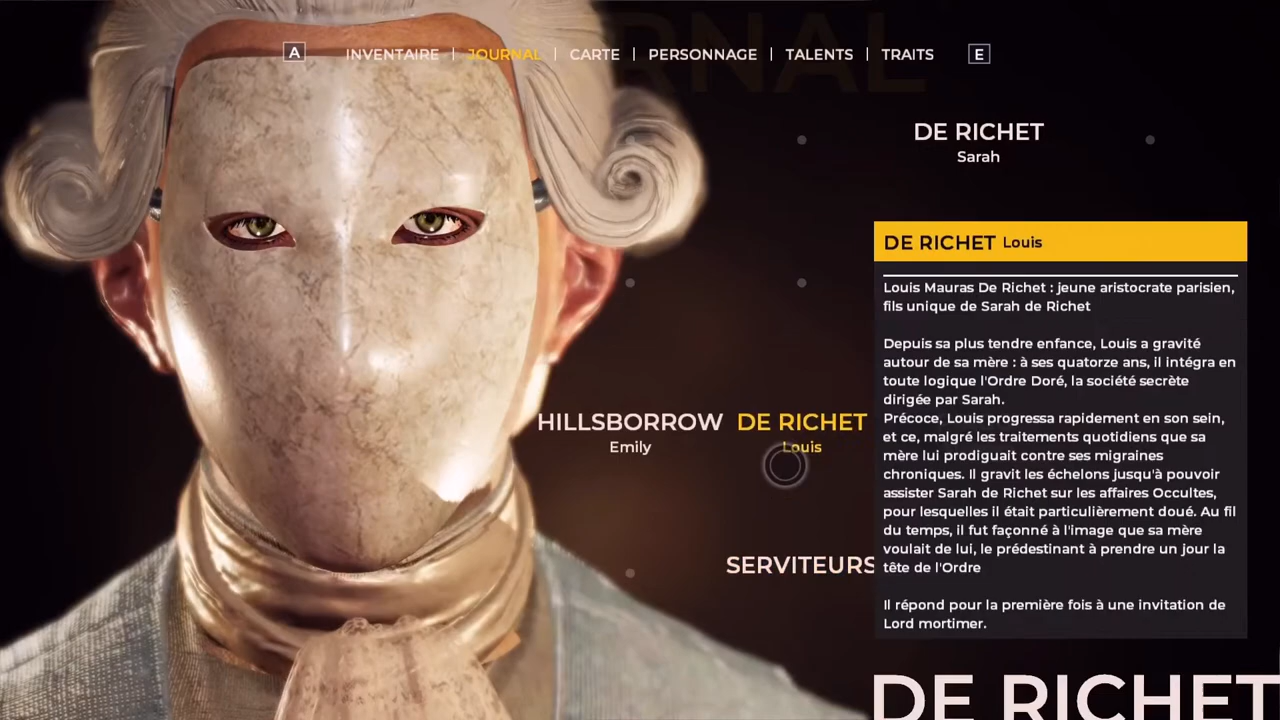 A INVENTAIRE | JOURNAL | CARTE | PERSONNAGE | TALENTS | TRAITS E
DE RICHET
Sarah
DE RICHET Louis
Louis Mauras De Richet : jeune aristocrate parisien,
fils unique de Sarah de Richet
Depuis sa plus tendre enfance, Louis a gravité
autour de sa mère : à ses quatorze ans, il intégra en
toute logique l'Ordre Doré, la société secrète
dirigée par Sarah.
Précoce, Louis progressa rapidement en son sein,
et ce, malgré les traitements quotidiens que sa
mère lui prodiguait contre ses migraines
chroniques. Il gravit les échelons jusqu'à pouvoir
assister Sarah de Richet sur les affaires Occultes,
pour lesquelles il était particulièrement doué. Au fil
du temps, il fut façonné à l'image que sa mère
voulait de lui, le prédestinant à prendre un jour la
tête de l'Ordre
Il répond pour la première fois à une invitation de
Lord mortimer.
HILLSBORROW
Emily
DE RICHET
Louis
SERVITEURS
DE RICHET